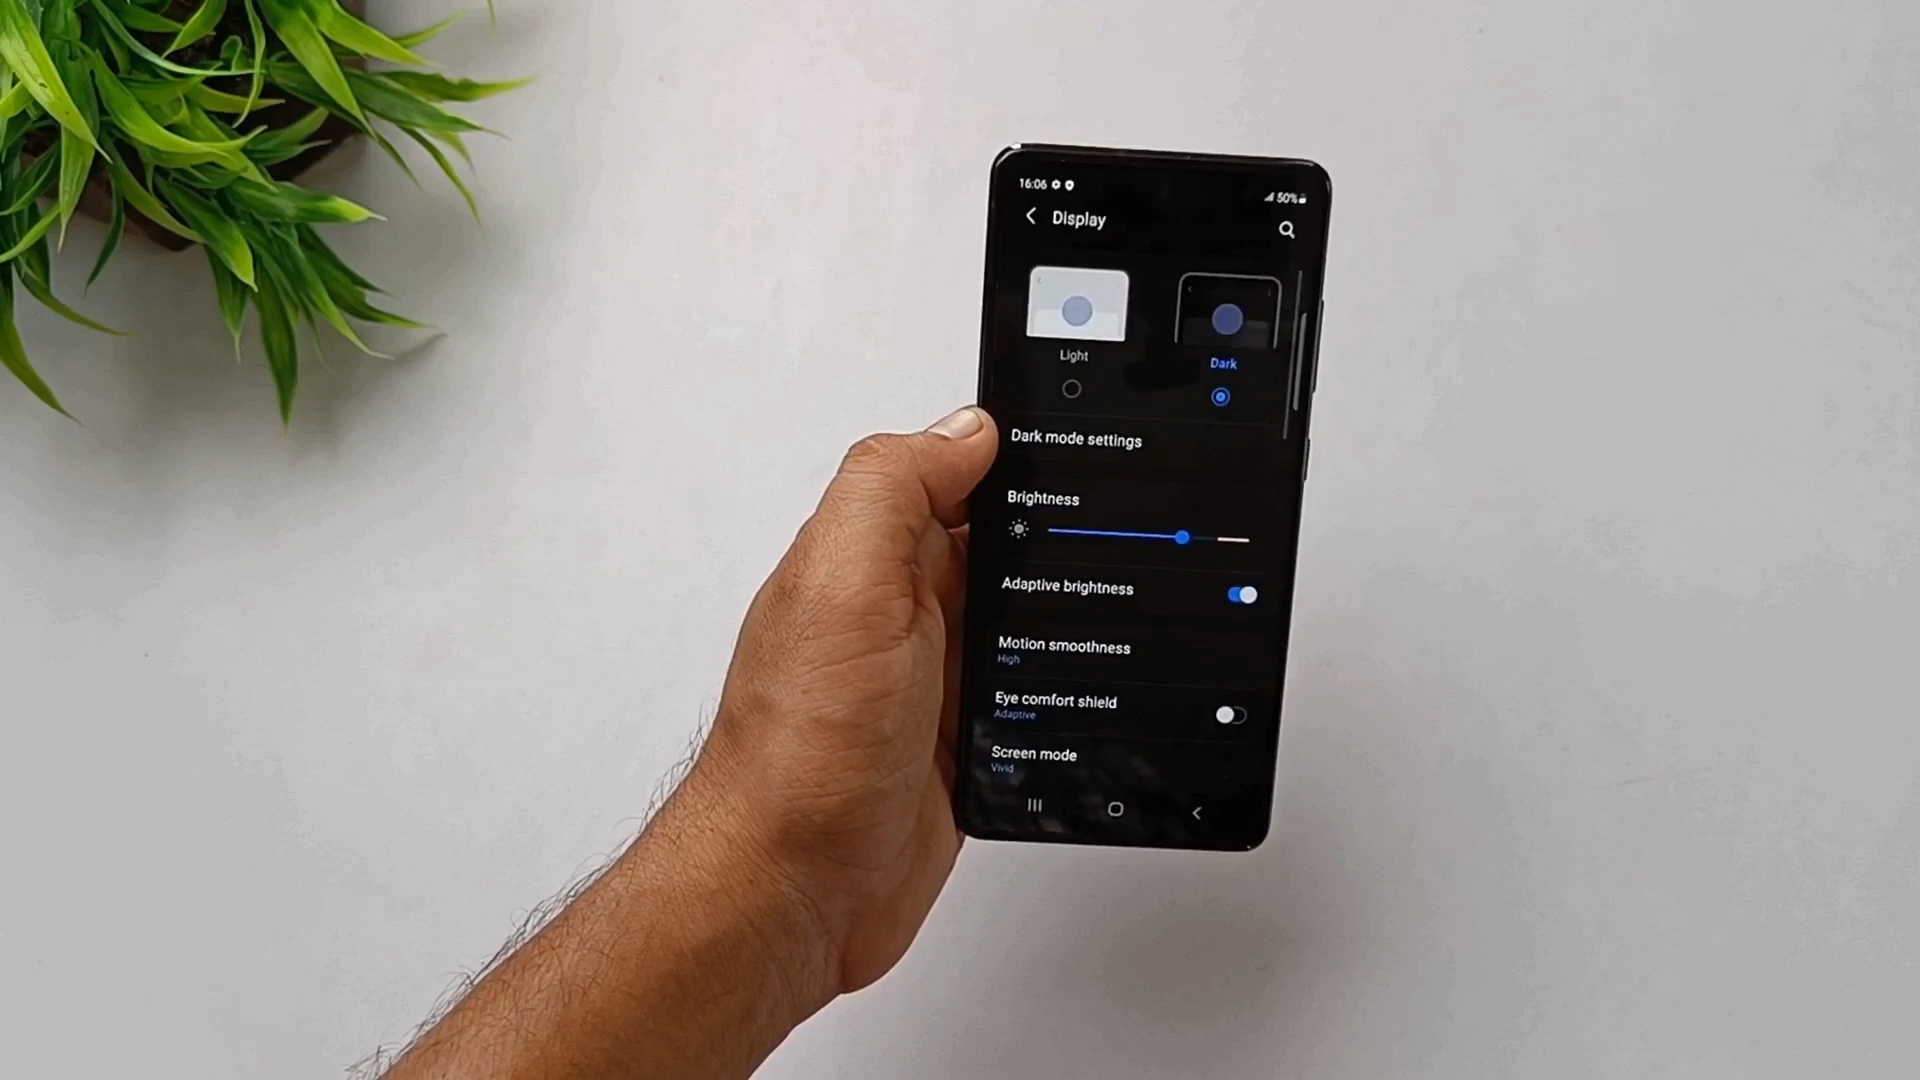 16:06
50%
Display
Light
Dark
Dark mode settings
Brightness
Adaptive brightness
Motion smoothness
High
Eye comfort shield
Adaptive
Screen mode
Vivid